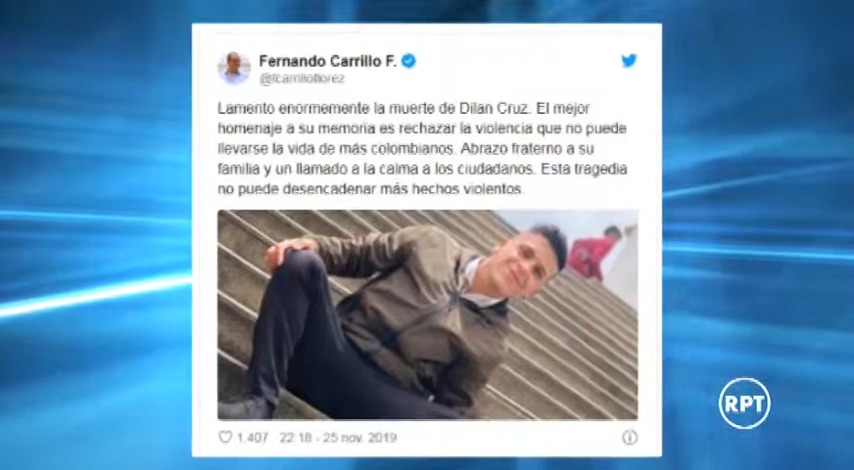 Fernando Carrillo F.
@fcarrilloflorez
Lamento enormemente la muerte de Dilan Cruz. El mejor
homenaje a su memoria es rechazar la violencia que no puede
llevarse la vida de más colombianos. Abrazo fraterno a su
familia y un llamado a la calma a los ciudadanos. Esta tragedia
no puede desencadenar más hechos violentos.
1.407 22:18 - 25 nov. 2019
RPT